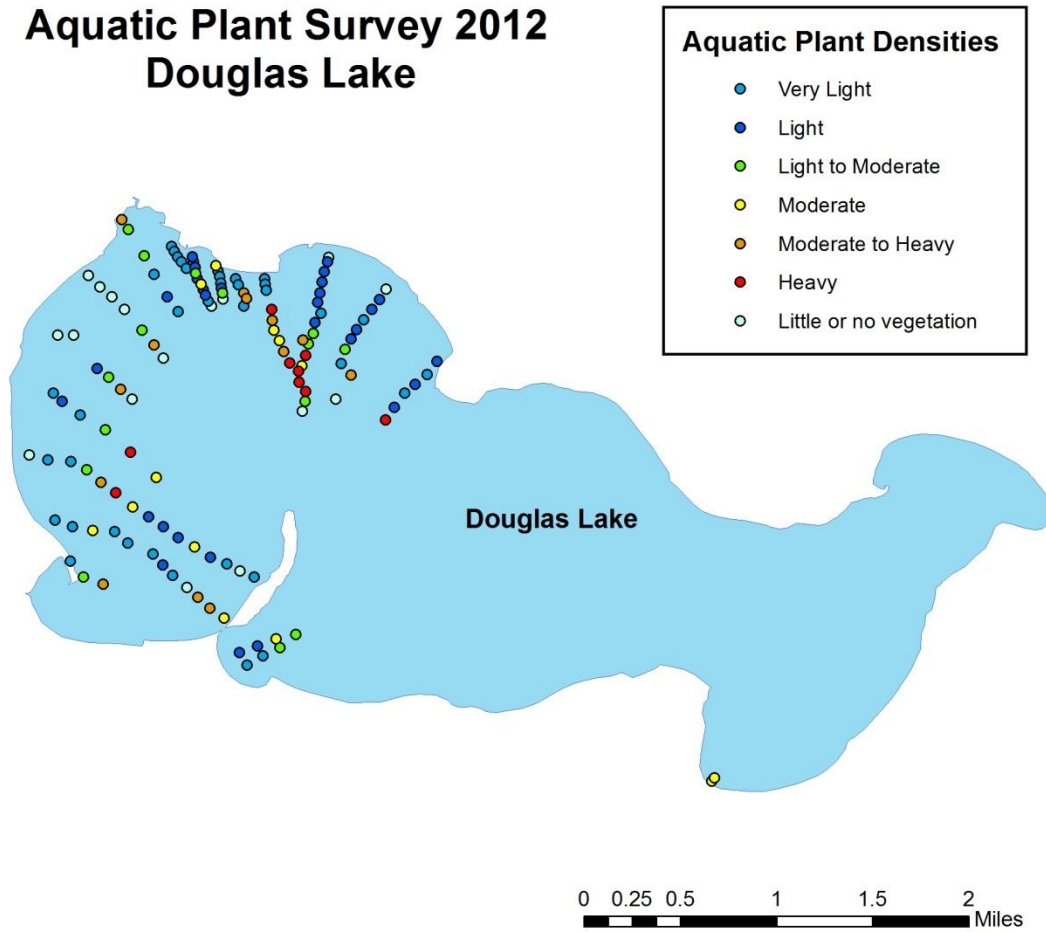 Aquatic Plant Survey 2012
Douglas Lake
Aquatic Plant Densities
Very Light
Light
Light to Moderate
Moderate
Moderate to Heavy
Heavy
Little or no vegetation
Douglas Lake
0 0.25 0.5 1 1.5 2
Miles